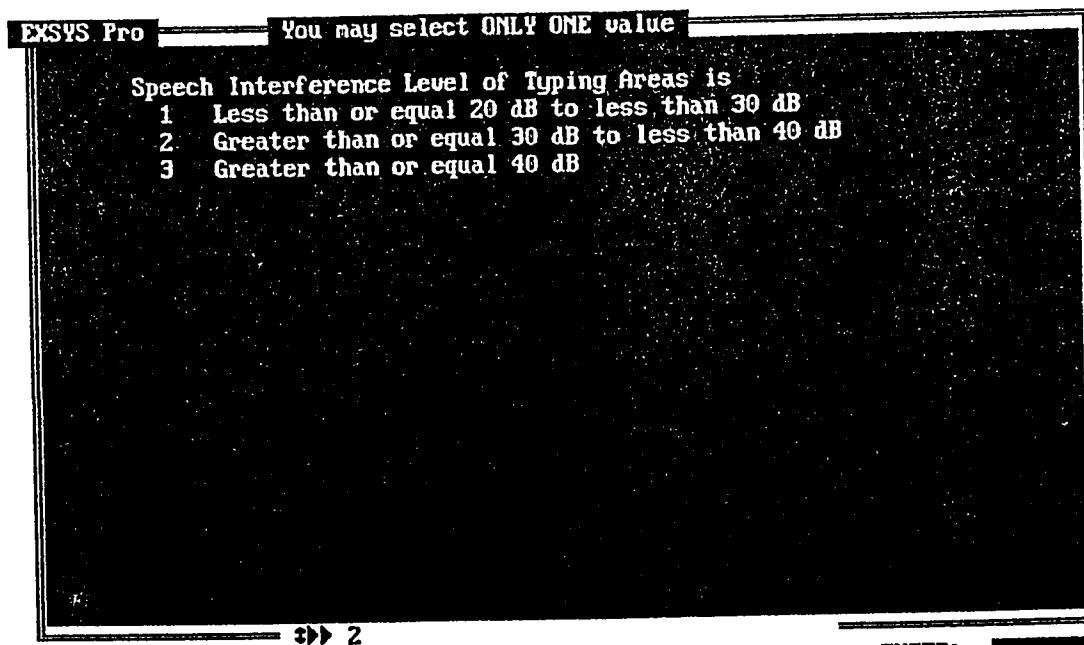 EXSYS Pro You may select ONLY ONE value
Speech Interference Level of Typing Areas is
1 Less than or equal 20 dB to less than 30 dB
2 Greater than or equal 30 dB to less than 40 dB
3 Greater than or equal 40 dB
2